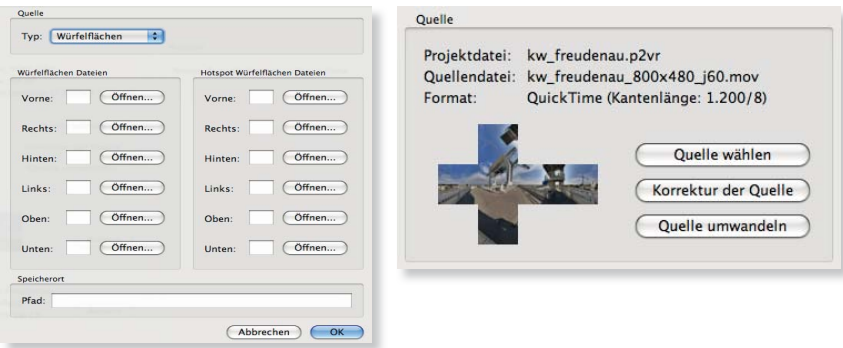 Quelle
Typ: Würfelflächen
Würfelflächen Dateien
Vorne: Öffnen...
Rechts: Öffnen...
Hinten: Öffnen...
Links: Öffnen...
Oben: Öffnen...
Unten: Öffnen...
Hotspot Würfelflächen Dateien
Vorne: Öffnen...
Rechts: Öffnen...
Hinten: Öffnen...
Links: Öffnen...
Oben: Öffnen...
Unten: Öffnen...
Speicherort
Pfad:
Abbrechen OK
Quelle
Projektdatei: kw_freudenau.p2vr
Quellendatei: kw_freudenau_800x480_j60.mov
Format: QuickTime (Kantenlänge: 1.200/8)
Quelle wählen
Korrektur der Quelle
Quelle umwandeln